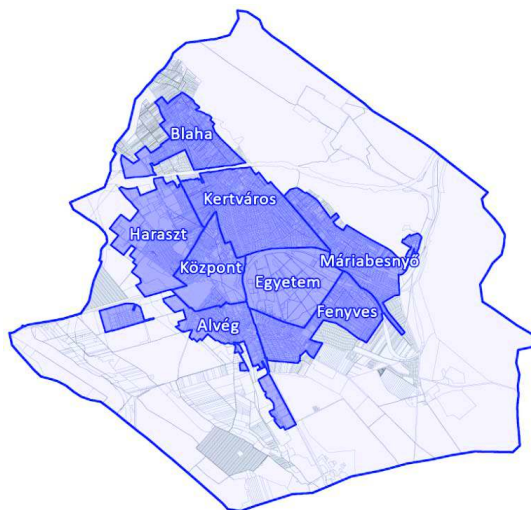 Blaha
Kertváros
Haraszt
Központ
Máriabesnyő
Egyetem
Fenyves
Alvég